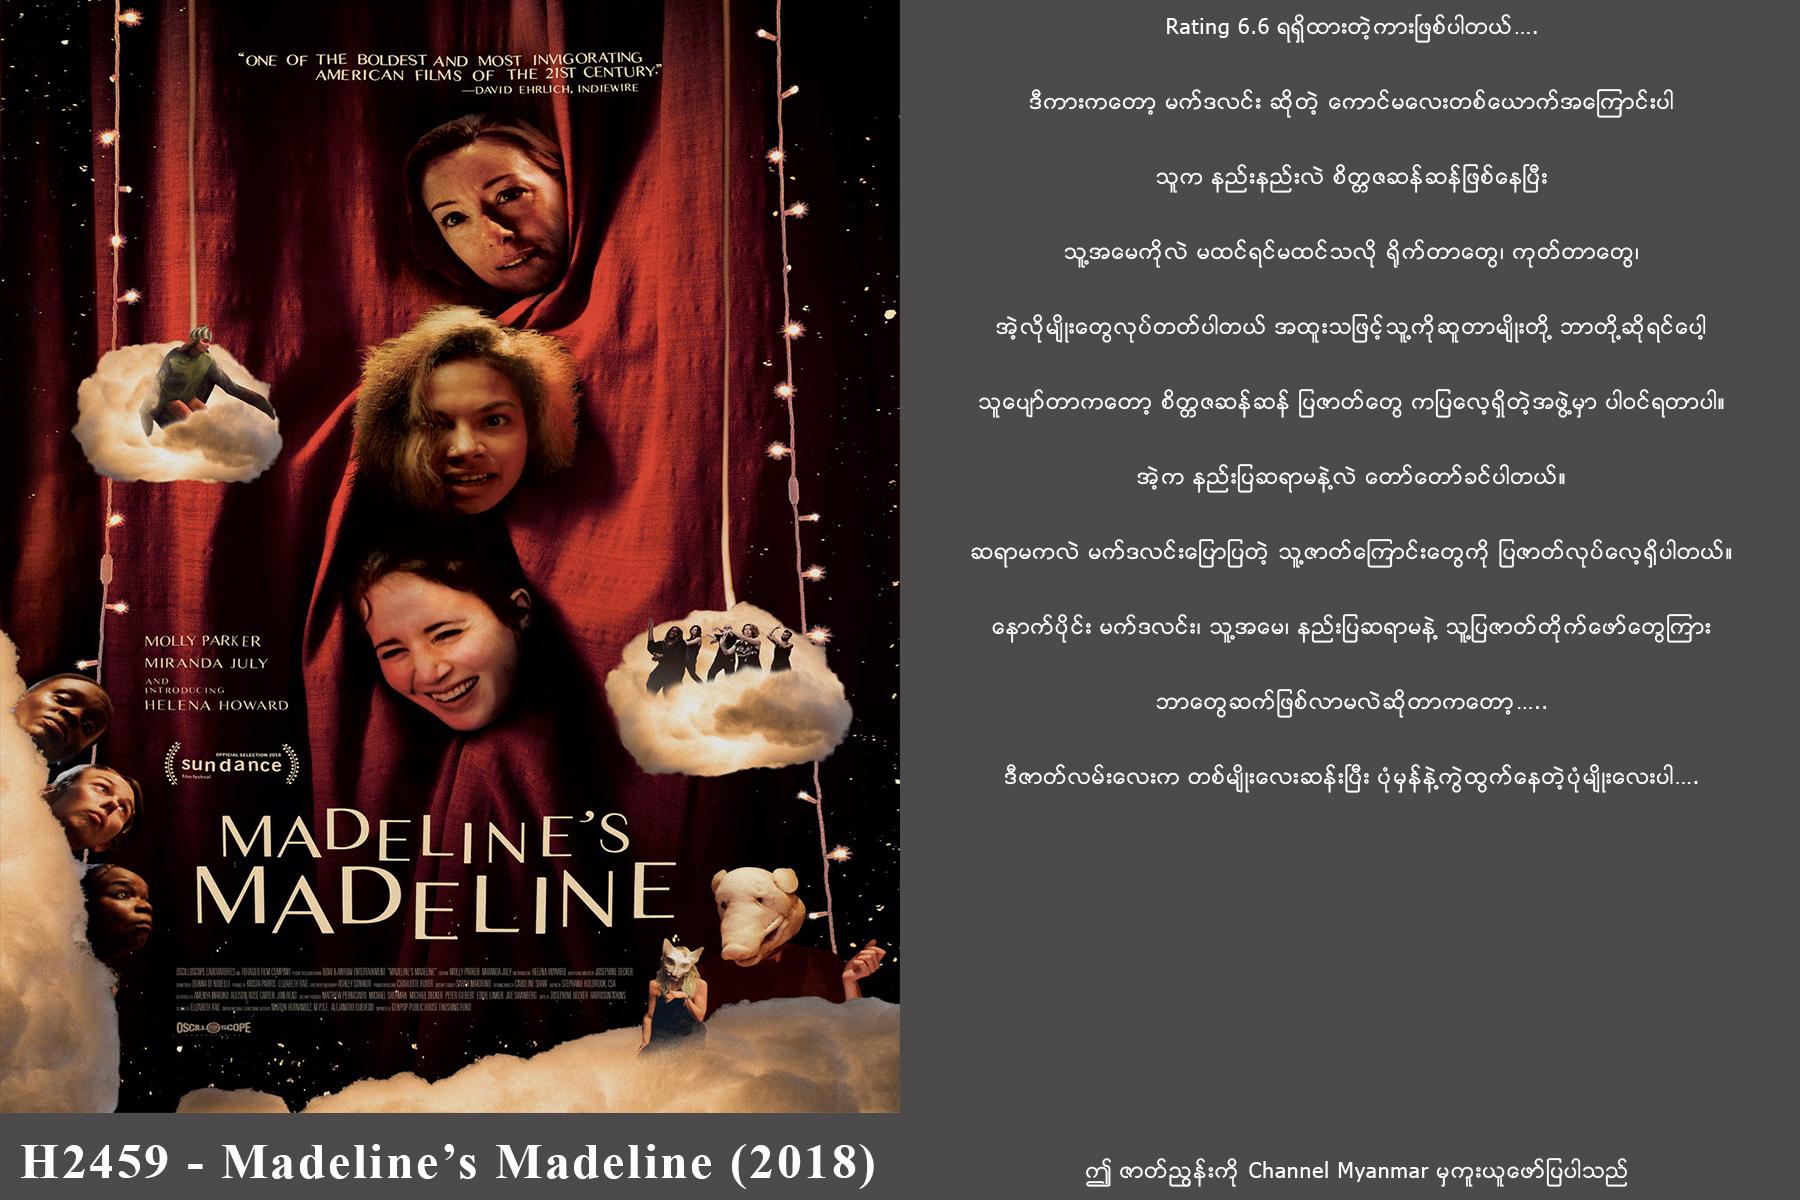 “ONE OF THE BOLDEST AND MOST INVIGORATING
AMERICAN FILMS OF THE 21ST CENTURY.”
—DAVID EHRLICH, INDIEWIRE
MOLLY PARKER
MIRANDA JULY
AND
INTRODUCING
HELENA HOWARD
OFFICIAL SELECTION 2018
sundance
film festival
MADELINE’S
MADELINE
OSCILLOSCOPE
H2459 - Madeline’s Madeline (2018)
Rating 6.6 ရရှိထားတဲ့ကားဖြစ်ပါတယ်....
ဒီကားကတော့ မက်ဒလင်း ဆိုတဲ့ ကောင်မလေးတစ်ယောက်အကြောင်းပါ
သူက နည်းနည်းလဲ စိတ္တဇဆန်ဆန်ဖြစ်နေပြီး
သူ့အမေကိုလဲ မထင်ရင်မထင်သလို ရိုက်တာတွေ၊ ကုတ်တာတွေ၊
အဲ့လိုမျိုးတွေလုပ်တတ်ပါတယ် အထူးသဖြင့်သူ့ကိုဆူတာမျိုးတို့ ဘာတို့ဆိုရင်ပေါ့
သူပျော်တာကတော့ စိတ္တဇဆန်ဆန် ပြဇာတ်တွေ ကပြလေ့ရှိတဲ့အဖွဲ့မှာ ပါဝင်ရတာပါ။
အဲ့က နည်းပြဆရာမနဲ့လဲ တော်တော်ခင်ပါတယ်။
ဆရာမကလဲ မက်ဒလင်းပြောပြတဲ့ သူ့ဇာတ်ကြောင်းတွေကို ပြဇာတ်လုပ်လေ့ရှိပါတယ်။
နောက်ပိုင်း မက်ဒလင်း၊ သူ့အမေ၊ နည်းပြဆရာမနဲ့ သူ့ပြဇာတ်တိုက်ဖော်တွေကြား
ဘာတွေဆက်ဖြစ်လာမလဲဆိုတာကတော့.....
ဒီဇာတ်လမ်းလေးက တစ်မျိုးလေးဆန်းပြီး ပုံမှန်နဲ့ကွဲထွက်နေတဲ့ပုံမျိုးလေးပါ....
ဤ ဇာတ်ညွှန်းကို Channel Myanmar မှကူးယူဖော်ပြပါသည်